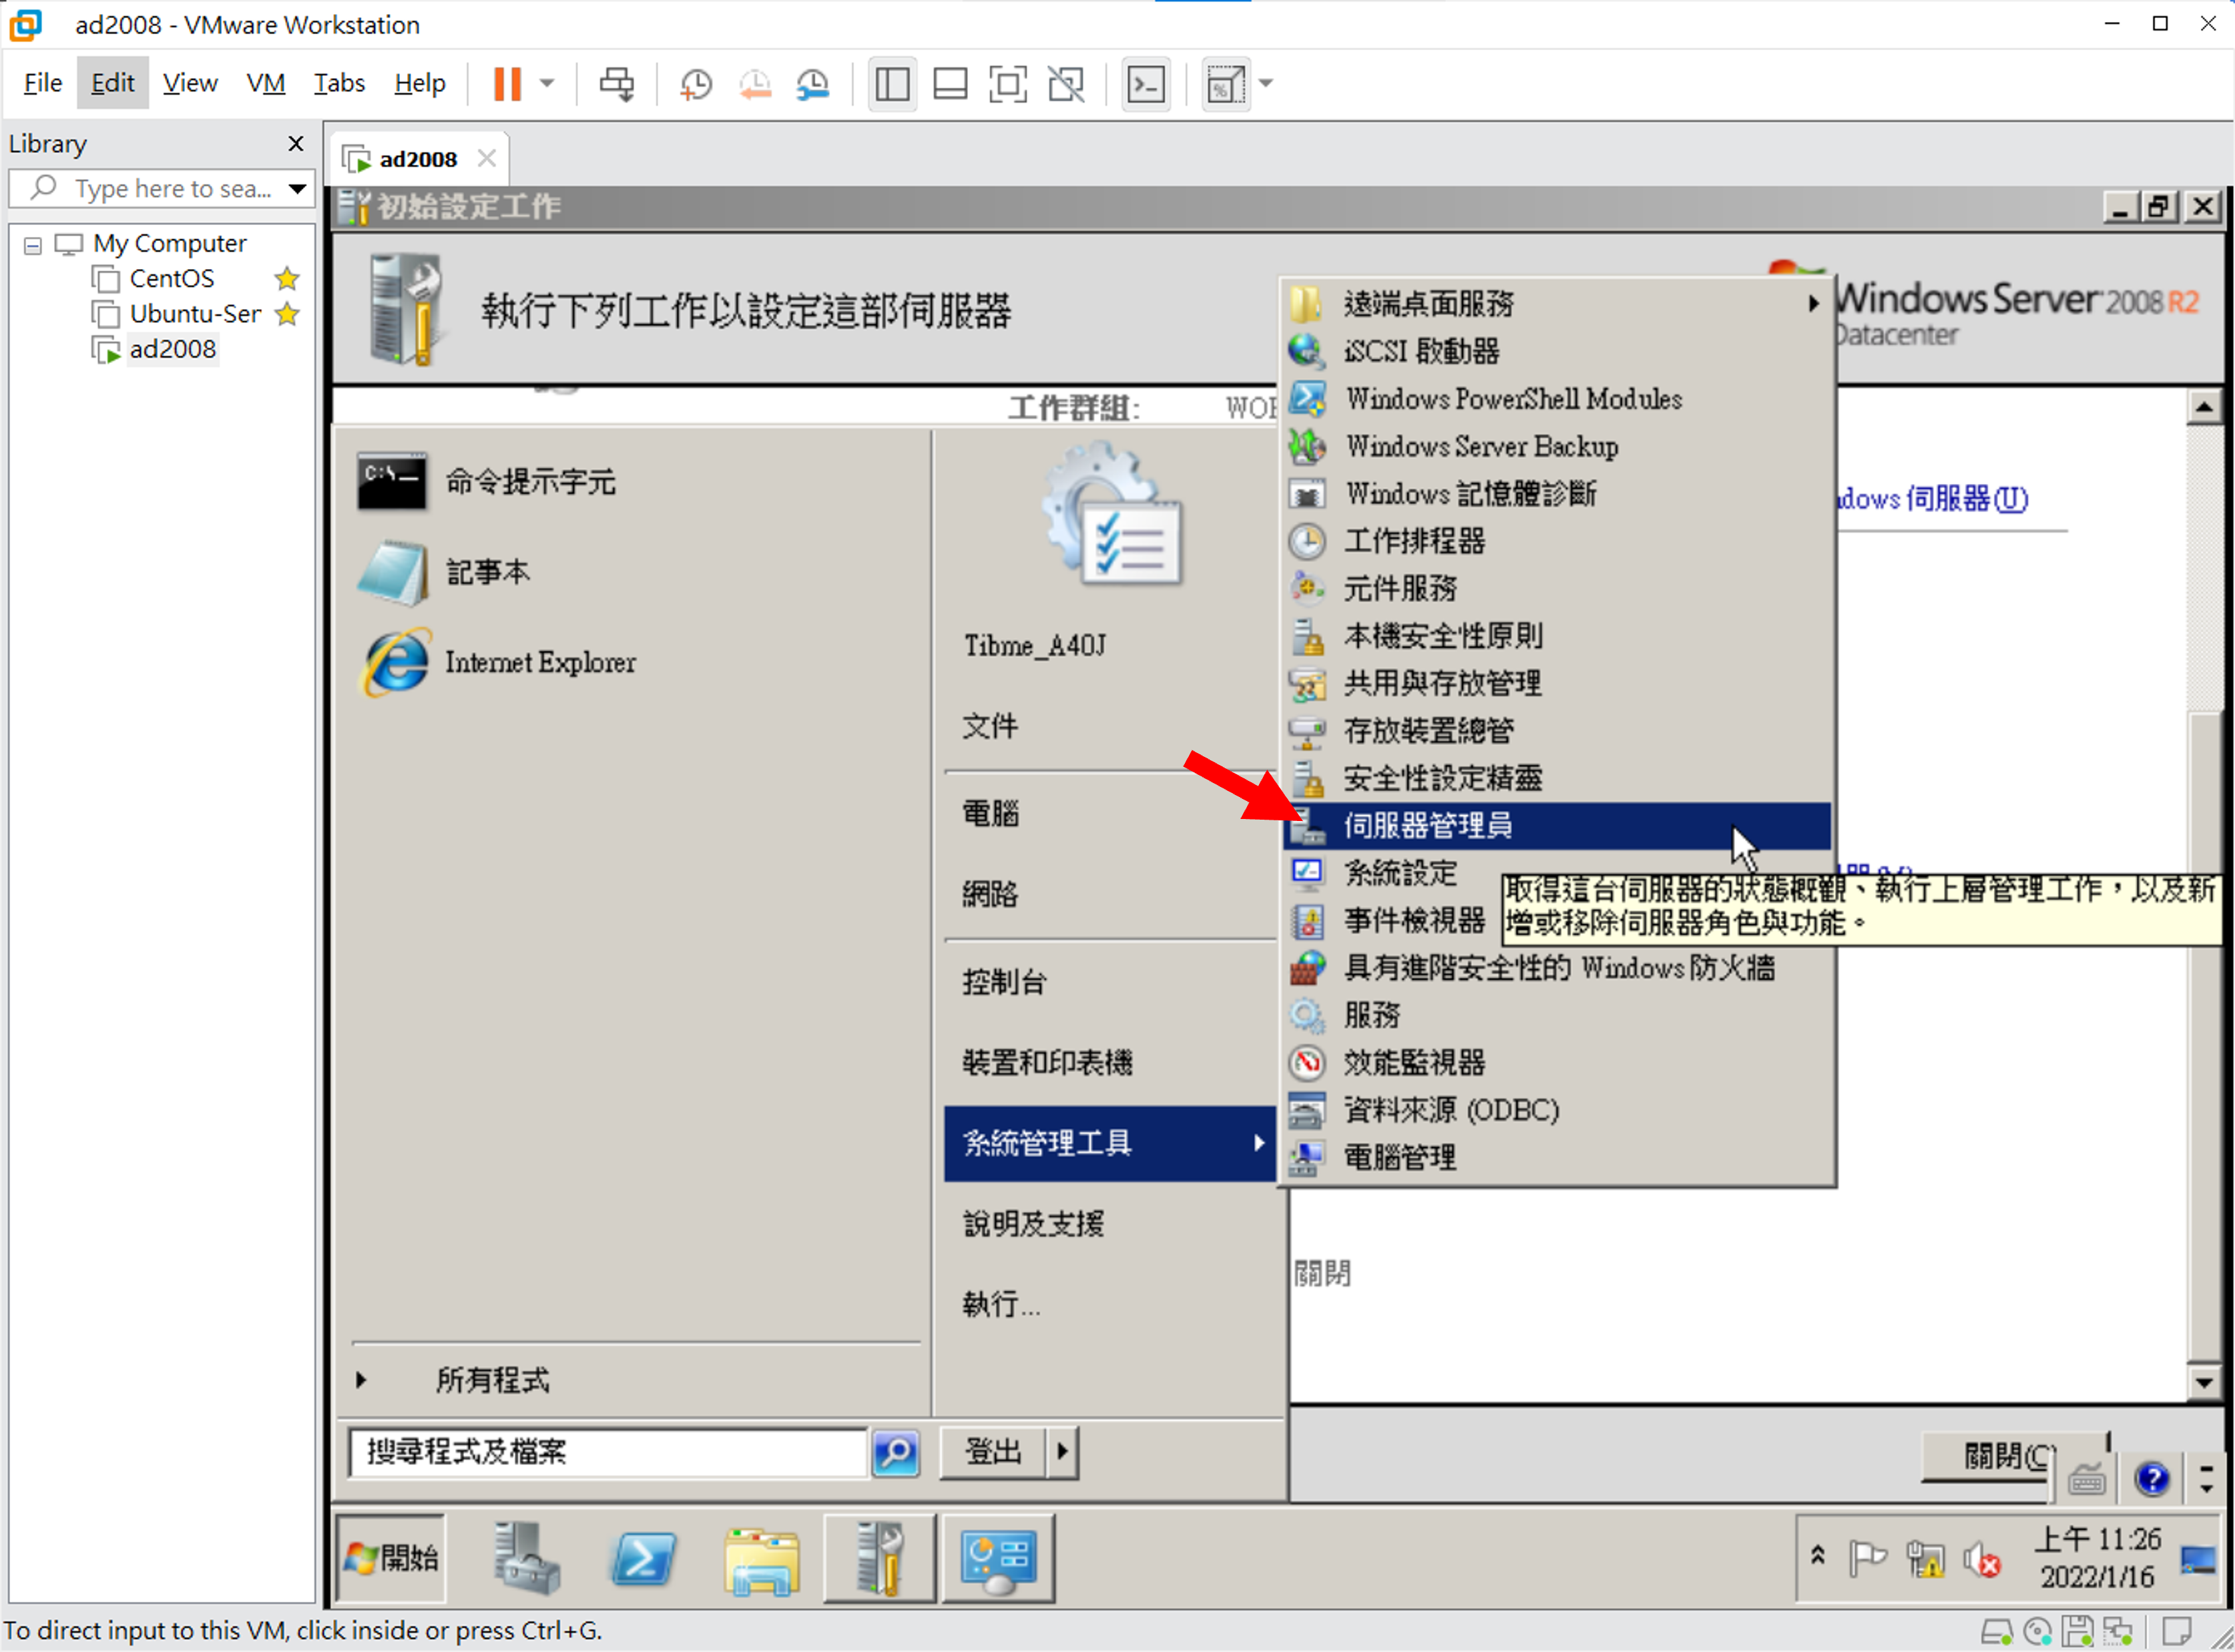 ad2008 - VMware Workstation
File Edit View VM Tabs Help
Library
Type here to sea...
My Computer
CentOS
Ubuntu-Ser
ad2008
ad2008
初始設定工作
執行下列工作以設定這部伺服器
Windows Server 2008 R2
Datacenter
工作群組:
命令提示字元
記事本
Internet Explorer
所有程式
搜尋程式及檔案
Tibme_A40J
文件
電腦
網路
控制台
裝置和印表機
系統管理工具
說明及支援
執行...
登出
遠端桌面服務
iSCSI 啟動器
Windows PowerShell Modules
Windows Server Backup
Windows 記憶體診斷
工作排程器
元件服務
本機安全性原則
共用與存放管理
存放裝置總管
安全性設定精靈
伺服器管理員
系統設定
事件檢視器
具有進階安全性的 Windows 防火牆
服務
效能監視器
資料來源 (ODBC)
電腦管理
取得這台伺服器的狀態概觀、執行上層管理工作，以及新
增或移除伺服器角色與功能。
伺服器(U)
關閉
關閉(C)
開始
上午 11:26
2022/1/16
To direct input to this VM, click inside or press Ctrl+G.